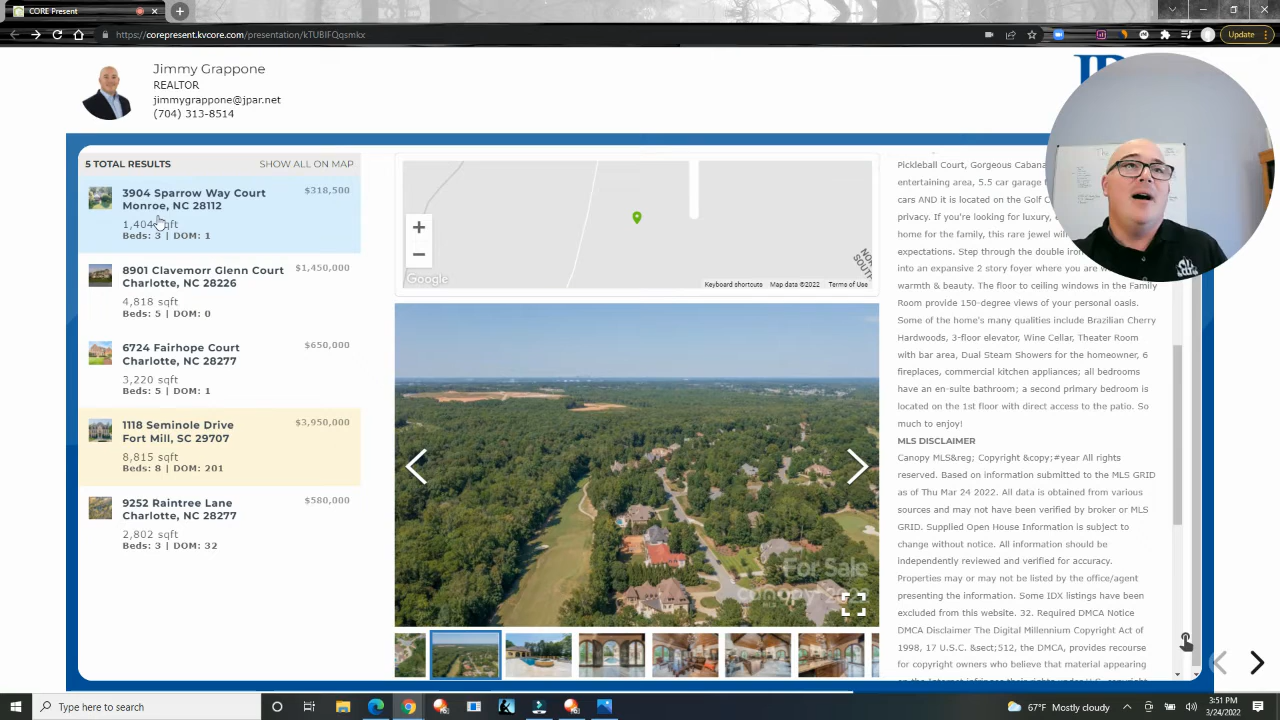 CORE Present
corepresent.kvcore.com/presentation/kTUBIFQqsmlxx
Update
Jimmy Grappone
REALTOR
jimmygrappone@jpar.net
(704) 313-8514
5 TOTAL RESULTS
SHOW ALL ON MAP
3904 Sparrow Way Court
Monroe, NC 28112
$318,500
1,404 sqft
Beds: 3 | DOM: 1
8901 Clavemorr Glenn Court
Charlotte, NC 28226
$1,450,000
4,818 sqft
Beds: 5 | DOM: 0
6724 Fairhope Court
Charlotte, NC 28277
$650,000
3,220 sqft
Beds: 5 | DOM: 1
1118 Seminole Drive
Fort Mill, SC 29707
$3,950,000
8,815 sqft
Beds: 8 | DOM: 201
9252 Raintree Lane
Charlotte, NC 28277
$580,000
2,802 sqft
Beds: 3 | DOM: 32
+
−
Google
SOUTH
Keyboard shortcuts
Map data ©2022
Terms of Use
For Sale
Pickleball Court, Gorgeous Cabana
entertaining area, 5.5 car garage
cars AND it is located on the Golf
privacy. If you're looking for luxury,
home for the family, this rare jewel
expectations. Step through the double iron
into an expansive 2 story foyer where you are
warmth & beauty. The floor to ceiling windows in the Family
Room provide 150-degree views of your personal oasis.
Some of the home's many qualities include Brazilian Cherry
Hardwoods, 3-floor elevator, Wine Cellar, Theater Room
with bar area, Dual Steam Showers for the homeowner, 6
fireplaces, commercial kitchen appliances; all bedrooms
have an en-suite bathroom; a second primary bedroom is
located on the 1st floor with direct access to the patio. So
much to enjoy!
MLS DISCLAIMER
Canopy MLS&reg; Copyright &copy;#year All rights
reserved. Based on information submitted to the MLS GRID
as of Thu Mar 24 2022. All data is obtained from various
sources and may not have been verified by broker or MLS
GRID. Supplied Open House Information is subject to
change without notice. All information should be
independently reviewed and verified for accuracy.
Properties may or may not be listed by the office/agent
presenting the information. Some IDX listings have been
excluded from this website. 32. Required DMCA Notice
DMCA Disclaimer The Digital Millennium Copyright Act of
1998, 17 U.S.C. &sect;512, the DMCA, provides recourse
for copyright owners who believe that material appearing
Type here to search
67°F Mostly cloudy
3:51 PM
3/24/2022